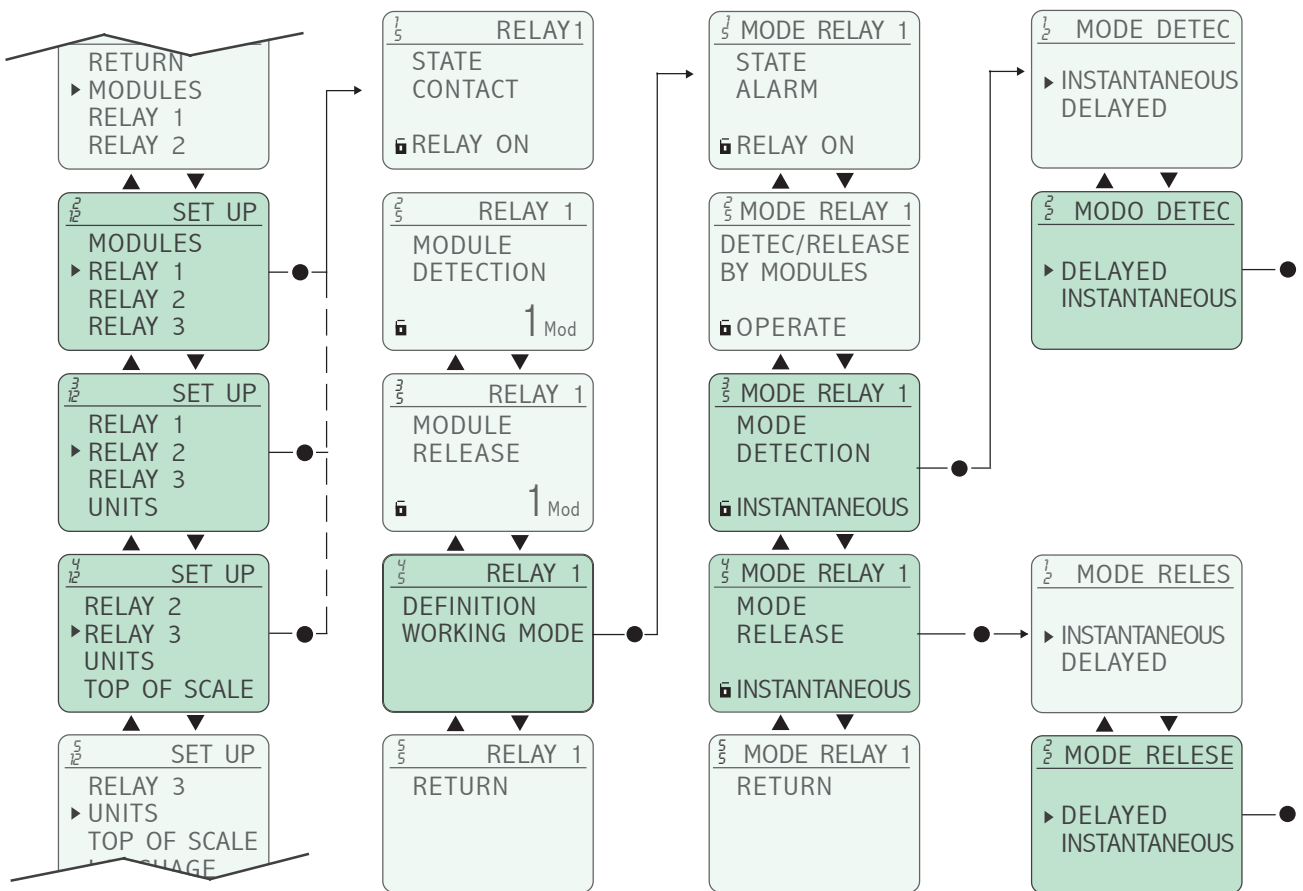 RETURN
MODULES
RELAY 1
RELAY 2
2/12 SET UP
MODULES
RELAY 1
RELAY 2
RELAY 3
3/12 SET UP
RELAY 1
RELAY 2
RELAY 3
UNITS
4/12 SET UP
RELAY 2
RELAY 3
UNITS
TOP OF SCALE
5/12 SET UP
RELAY 3
UNITS
TOP OF SCALE
1/5 RELAY1
STATE
CONTACT
RELAY ON
2/5 RELAY 1
MODULE
DETECTION
1 Mod
3/5 RELAY 1
MODULE
RELEASE
1 Mod
4/5 RELAY 1
DEFINITION
WORKING MODE
5/5 RELAY 1
RETURN
1/5 MODE RELAY 1
STATE
ALARM
RELAY ON
2/5 MODE RELAY 1
DETEC/RELEASE
BY MODULES
OPERATE
3/5 MODE RELAY 1
MODE
DETECTION
INSTANTANEOUS
4/5 MODE RELAY 1
MODE
RELEASE
INSTANTANEOUS
5/5 MODE RELAY 1
RETURN
1/2 MODE DETEC
INSTANTANEOUS
DELAYED
2/2 MODO DETEC
DELAYED
INSTANTANEOUS
1/2 MODE RELES
INSTANTANEOUS
DELAYED
2/2 MODE RELESE
DELAYED
INSTANTANEOUS